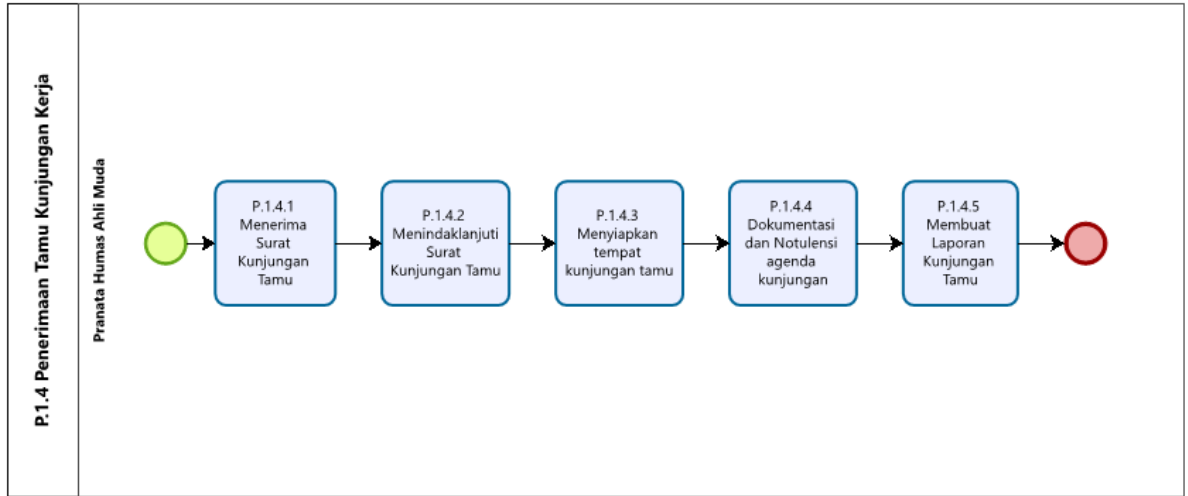 P.1.4 Penerimaan Tamu Kunjungan Kerja
Pranata Humas Ahli Muda
P.1.4.1
Menerima
Surat
Kunjungan
Tamu
P.1.4.2
Menindaklanjuti
Surat
Kunjungan Tamu
P.1.4.3
Menyiapkan
tempat
kunjungan tamu
P.1.4.4
Dokumentasi
dan Notulensi
agenda
kunjungan
P.1.4.5
Membuat
Laporan
Kunjungan
Tamu